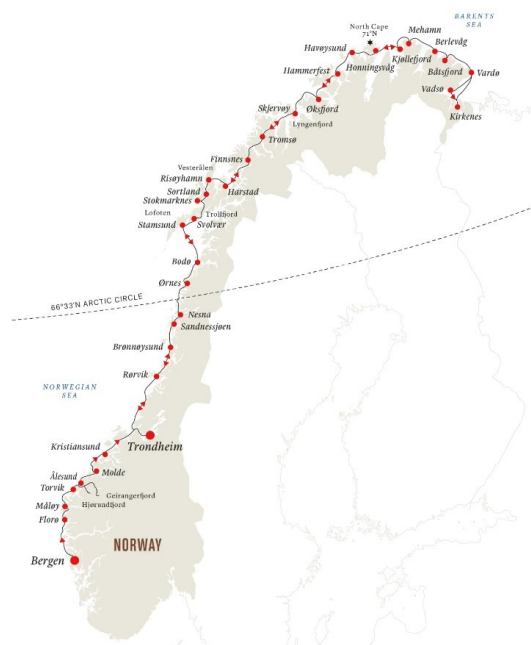 BARENTS
SEA
North Cape
71°N
Mehamn
Berlevåg
Havøysund
Kjøllefjord
Honningsvåg
Båtsfjord
Vardø
Hammerfest
Vadsø
Øksfjord
Kirkenes
Skjervøy
Lyngenfjord
Tromsø
Finnsnes
Vesterålen
Risøyhamn
Harstad
Sortland
Stokmarknes
Lofoten
Trollfjord
Stamsund
Svolvær
Bodø
Ørnes
66°33'N ARCTIC CIRCLE
Nesna
Sandnessjøen
Brønnøysund
Rørvik
NORWEGIAN
SEA
Kristiansund
Trondheim
Molde
Ålesund
Torvik
Geirangerfjord
Hjørundfjord
Måløy
Florø
NORWAY
Bergen